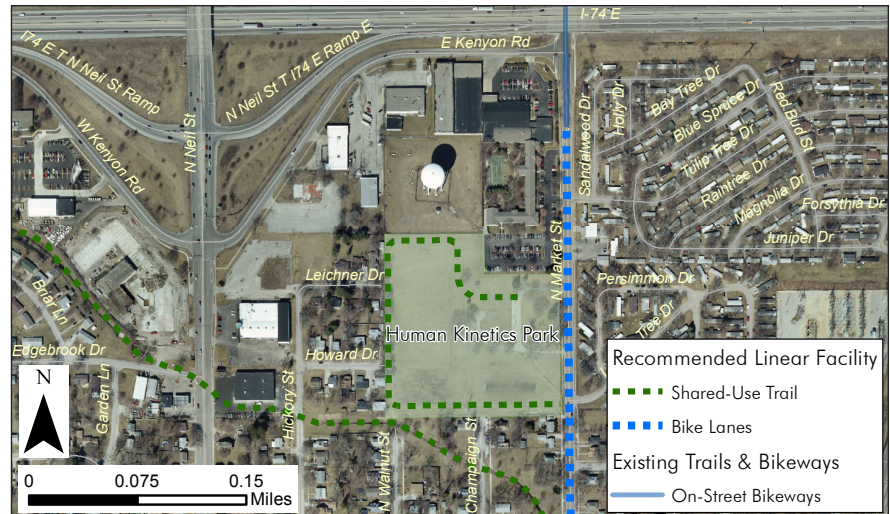 I-74 E
E Kenyon Rd
I74 E T N Neil St Ramp
N Neil St T I74 E Ramp E
W Kenyon Rd
N Neil St
Sandalwood Dr
Holly Dr
Bay Tree Dr
Blue Spruce Dr
Red Bud St
Tulip Tree Dr
Raintree Dr
Magnolia Dr
Forsythia Dr
Juniper Dr
N Market St
Briar Ln
Leichner Dr
Persimmon Dr
Tree Dr
Human Kinetics Park
Edgebrook Dr
Howard Dr
Garden Ln
Hickory St
N Walnut St
Champaign St
N
0 0.075 0.15
Miles
Recommended Linear Facility
Shared-Use Trail
Bike Lanes
Existing Trails & Bikeways
On-Street Bikeways